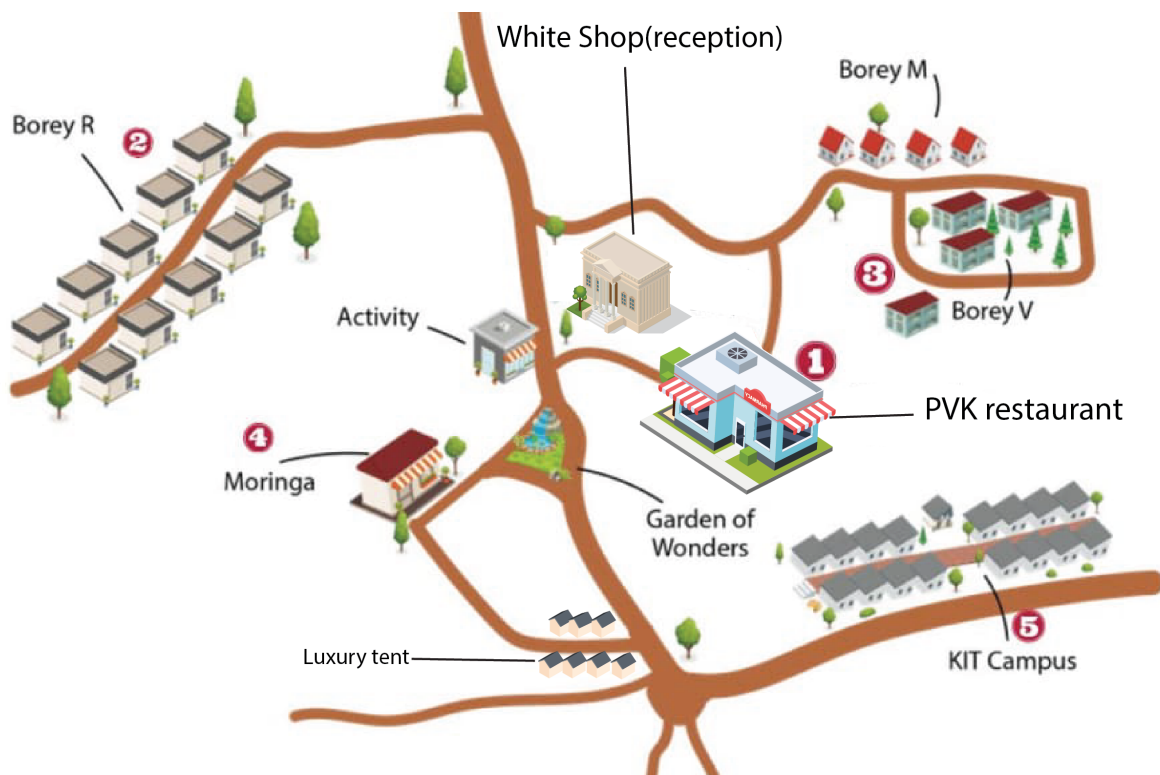 White Shop(reception)
Borey M
Borey R
2
3
Borey V
Activity
1
PVK restaurant
4
Moringa
Garden of
Wonders
5
KIT Campus
Luxury tent